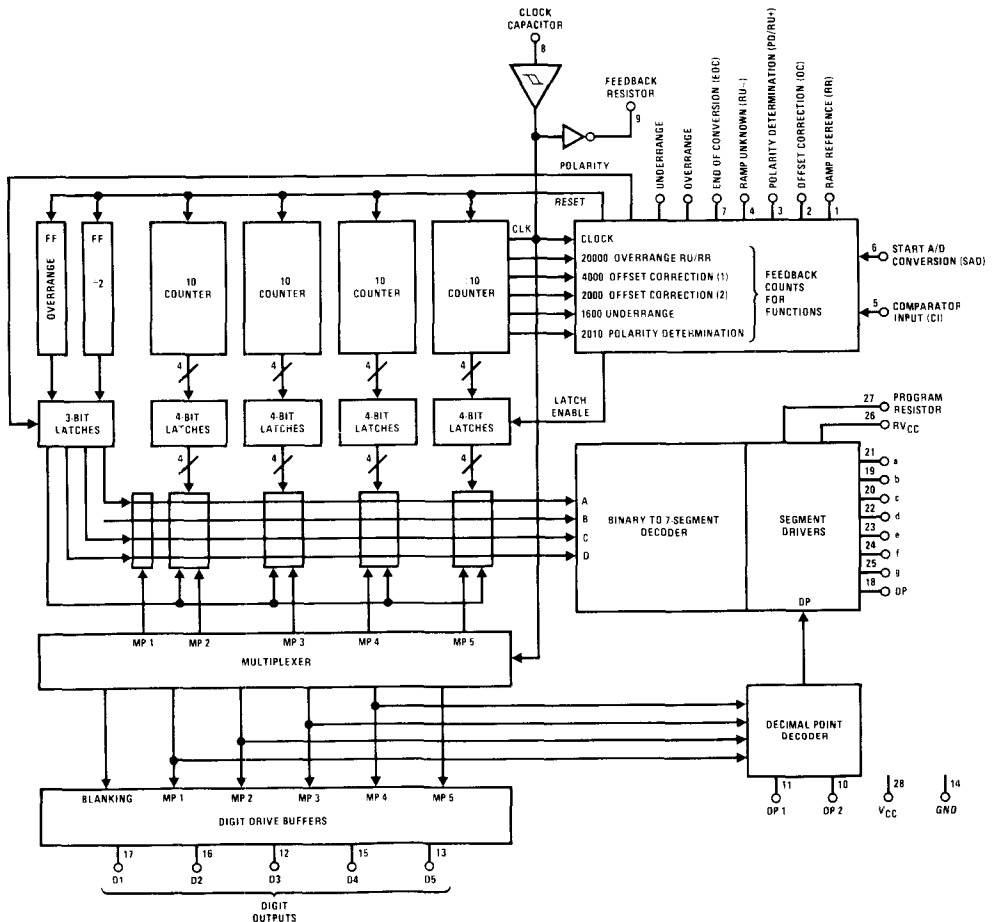 CLOCK
CAPACITOR
8
FEEDBACK
RESISTOR
9
UNDERRANGE
OVERRANGE
END OF CONVERSION (EOC)
7
RAMP UNKNOWN (RU-)
4
POLARITY DETERMINATION (PD/RU+)
3
OFFSET CORRECTION (OC)
2
RAMP REFERENCE (RR)
1
POLARITY
RESET
CLK
FF
OVERRANGE
FF
÷2
10
COUNTER
10
COUNTER
10
COUNTER
10
COUNTER
CLOCK
20000 OVERRANGE RU/RR
4000 OFFSET CORRECTION (1)
2000 OFFSET CORRECTION (2)
1600 UNDERRANGE
2010 POLARITY DETERMINATION
FEEDBACK
COUNTS
FOR
FUNCTIONS
6
START A/D
CONVERSION (SAD)
5
COMPARATOR
INPUT (CI)
4
4
4
4
LATCH
ENABLE
3-BIT
LATCHES
4-BIT
LATCHES
4-BIT
LATCHES
4-BIT
LATCHES
4-BIT
LATCHES
4
4
4
4
27
PROGRAM
RESISTOR
26
RVCC
A
B
C
D
BINARY TO 7-SEGMENT
DECODER
SEGMENT
DRIVERS
DP
21 a
19 b
20 c
22 d
23 e
24 f
25 g
18 DP
MP 1
MP 2
MP 3
MP 4
MP 5
MULTIPLEXER
DECIMAL POINT
DECODER
11
DP 1
10
DP 2
28
VCC
14
GND
BLANKING
MP 1
MP 2
MP 3
MP 4
MP 5
DIGIT DRIVE BUFFERS
17
D1
16
D2
12
D3
15
D4
13
D5
DIGIT
OUTPUTS